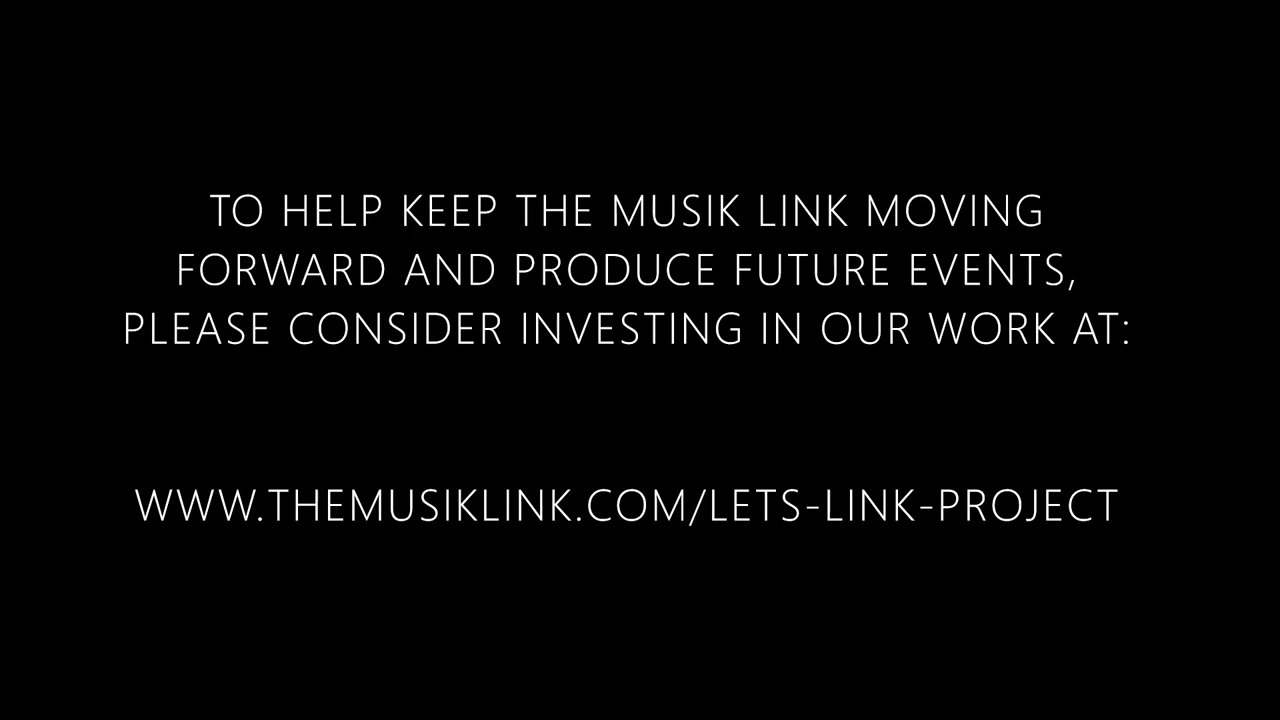 TO HELP KEEP THE MUSIK LINK MOVING
FORWARD AND PRODUCE FUTURE EVENTS,
PLEASE CONSIDER INVESTING IN OUR WORK AT:
WWW.THEMUSIKLINK.COM/LETS-LINK-PROJECT